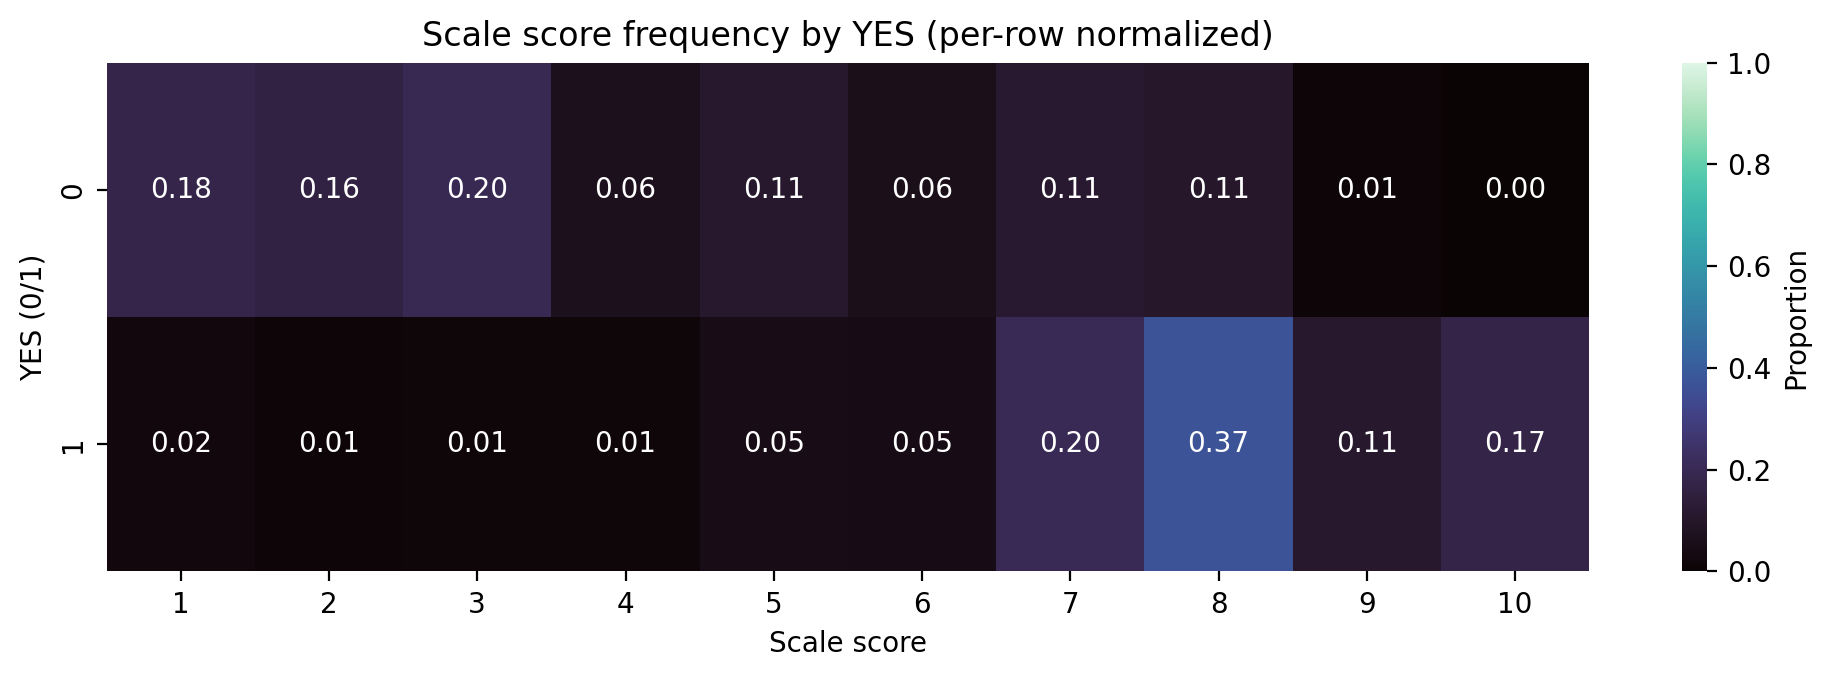 Scale score frequency by YES (per-row normalized)
YES (0/1)
0
0.18 0.16 0.20 0.06 0.11 0.06 0.11 0.11 0.01 0.00
1
0.02 0.01 0.01 0.01 0.05 0.05 0.20 0.37 0.11 0.17
1 2 3 4 5 6 7 8 9 10
Scale score
1.0
0.8
0.6
0.4
0.2
0.0
Proportion